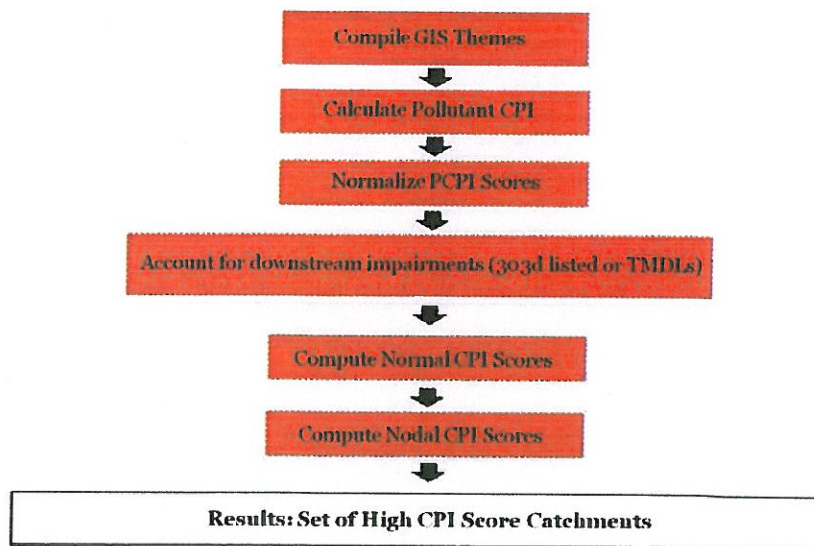 Compile GIS Themes
Calculate Pollutant CPI
Normalize PCPI Scores
Account for downstream impairments (303d listed or TMDLs)
Compute Normal CPI Scores
Compute Nodal CPI Scores
Results: Set of High CPI Score Catchments